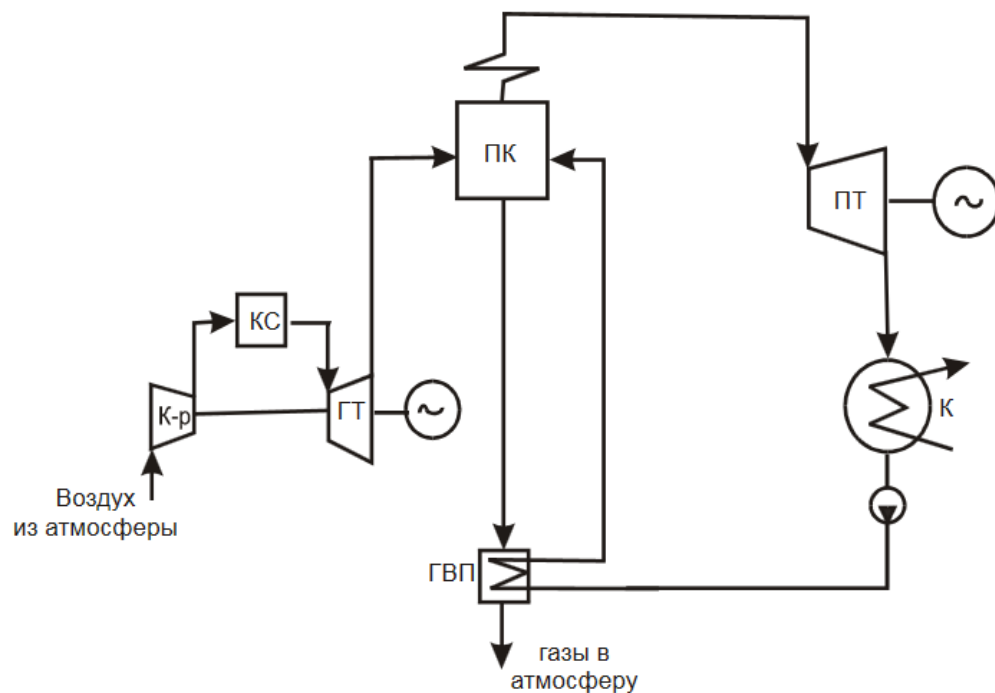 ПК
ПТ
КС
К-р
ГТ
К
Воздух
из атмосферы
ГВП
газы в
атмосферу